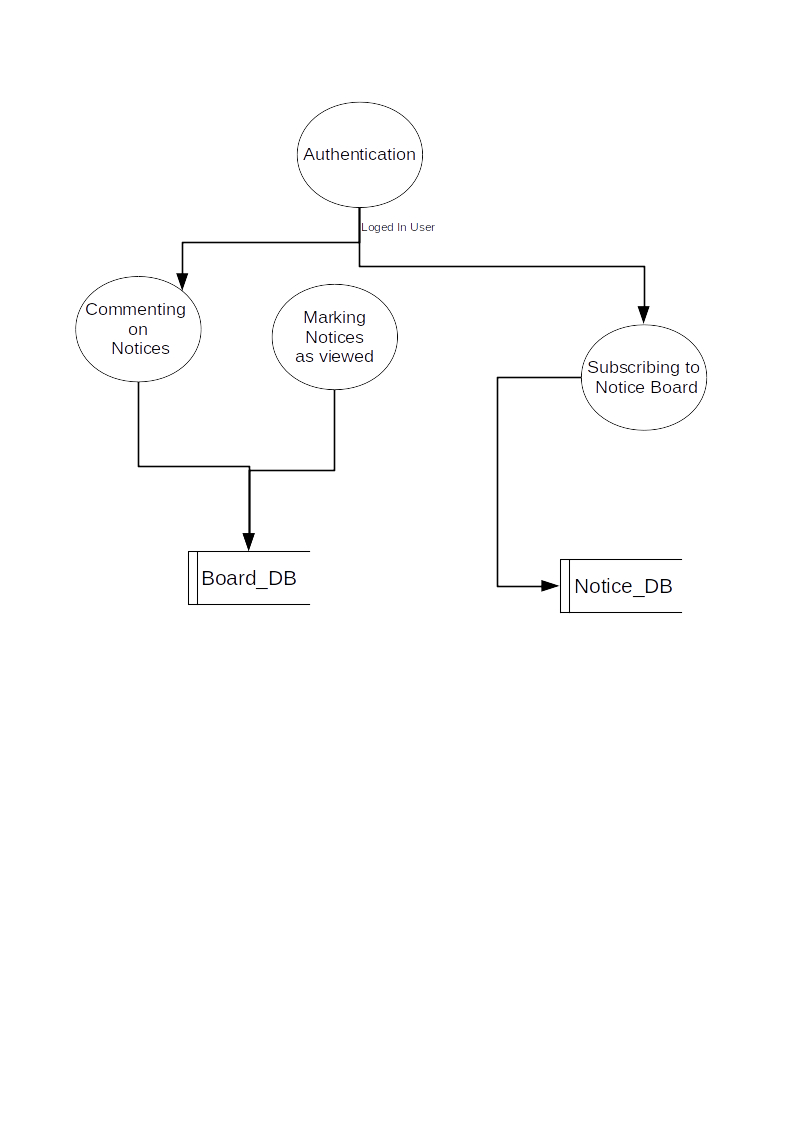 Authentication
Loged In User
Commenting
on
Notices
Marking
Notices
as viewed
Subscribing to
Notice Board
Board_DB
Notice_DB